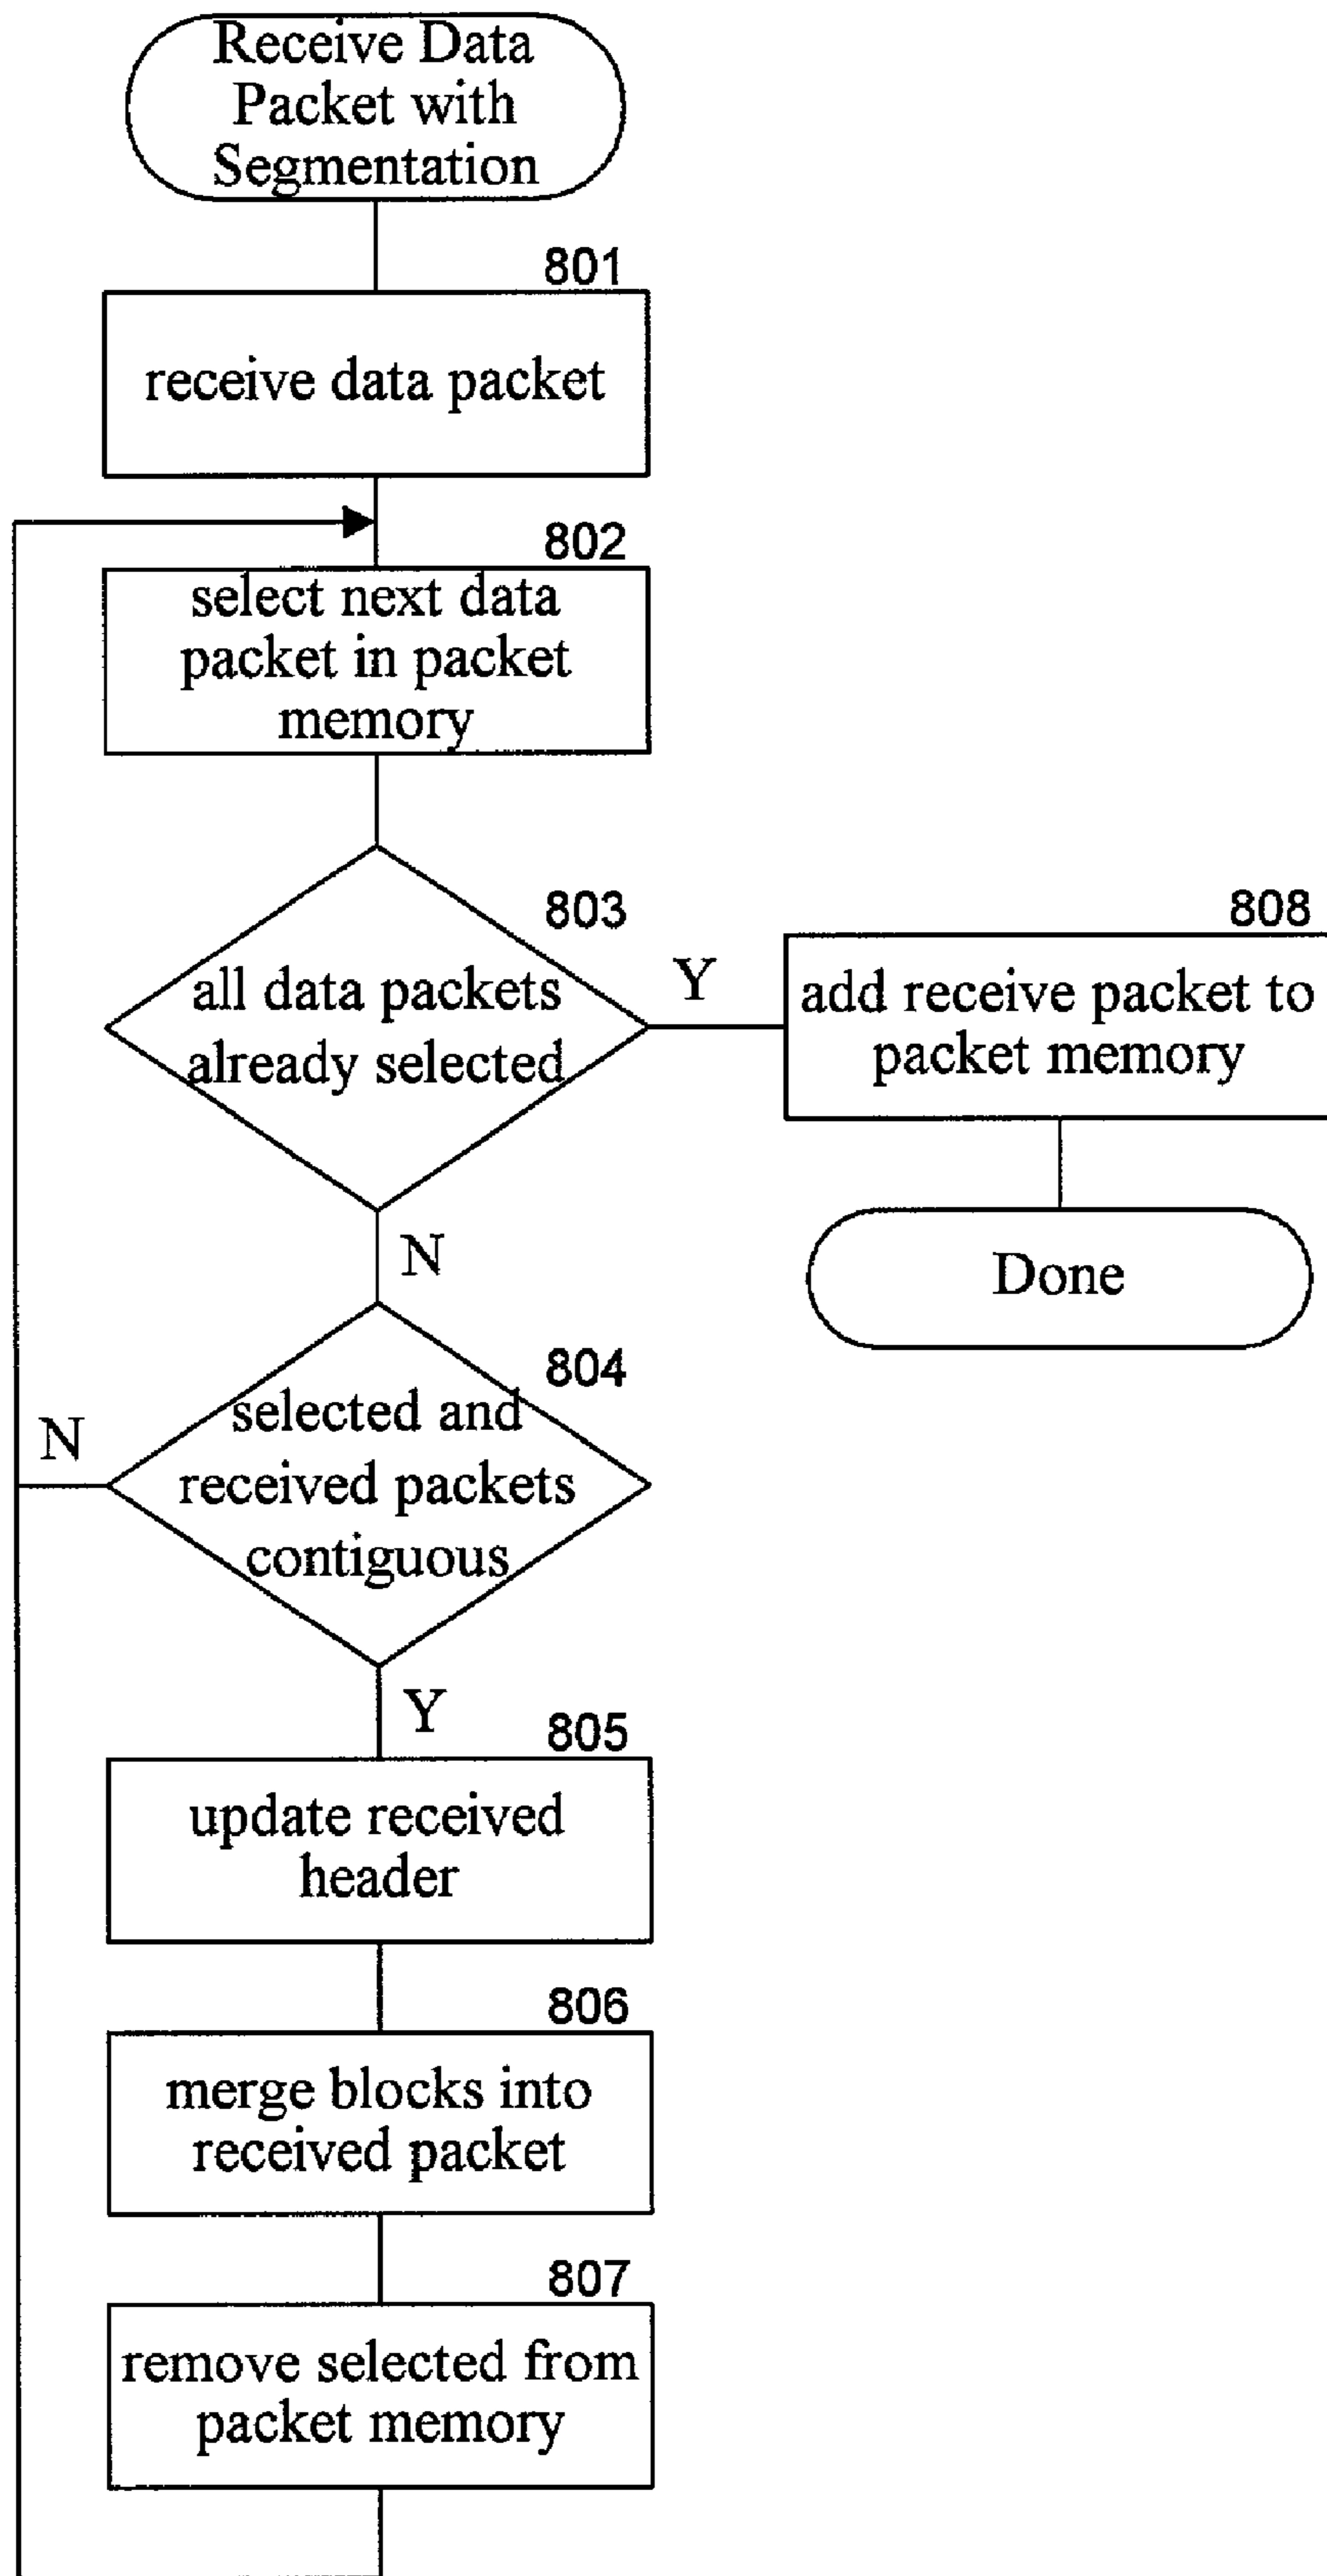 Receive Data
Packet with
Segmentation
801
receive data packet
802
select next data
packet in packet
memory
803
all data packets
already selected
Y
808
add receive packet to
packet memory
N
Done
804
selected and
received packets
contiguous
N
Y
805
update received
header
806
merge blocks into
received packet
807
remove selected from
packet memory